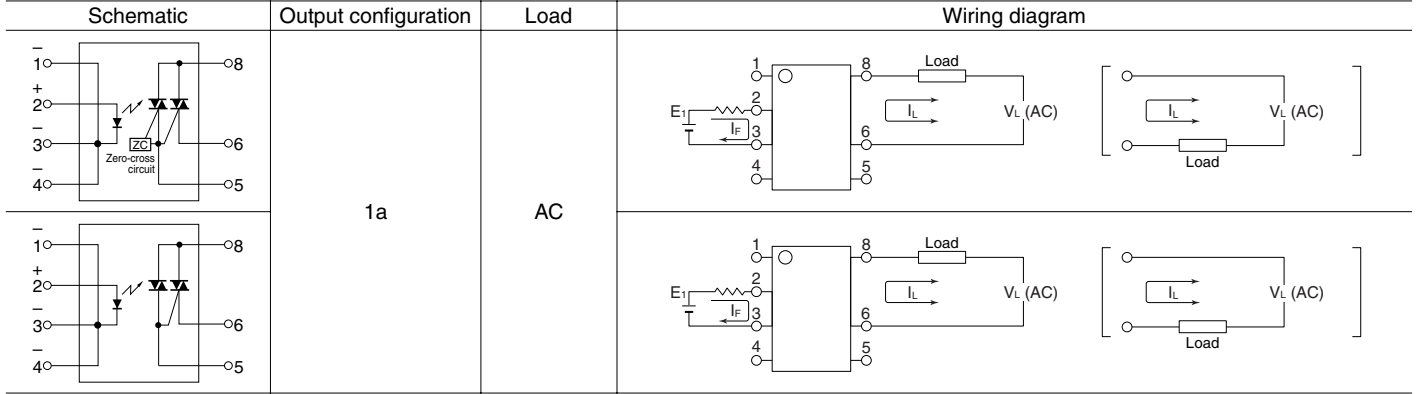 Schematic Output configuration Load Wiring diagram
–
1 8
+
2
–
3 ZC 6
Zero-cross
circuit
–
4 5
1 8 Load
2
E1 IF 3 IL VL (AC)
6
4 5
IL VL (AC)
Load
1a AC
–
1 8
+
2
–
3 6
–
4 5
1 8 Load
2
E1 IF 3 IL VL (AC)
6
4 5
IL VL (AC)
Load